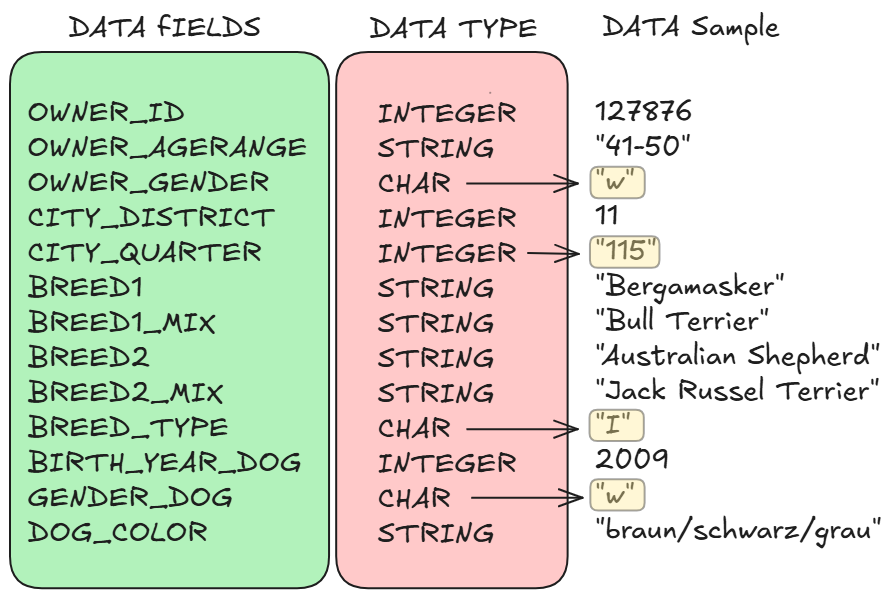 DATA FIELDS DATA TYPE DATA Sample
OWNER_ID INTEGER 127876
OWNER_AGERANGE STRING "41-50"
OWNER_GENDER CHAR "w"
CITY_DISTRICT INTEGER 11
CITY_QUARTER INTEGER "115"
BREED1 STRING "Bergamasker"
BREED1_MIX STRING "Bull Terrier"
BREED2 STRING "Australian Shepherd"
BREED2_MIX STRING "Jack Russel Terrier"
BREED_TYPE CHAR "I"
BIRTH_YEAR_DOG INTEGER 2009
GENDER_DOG CHAR "w"
DOG_COLOR STRING "braun/schwarz/grau"